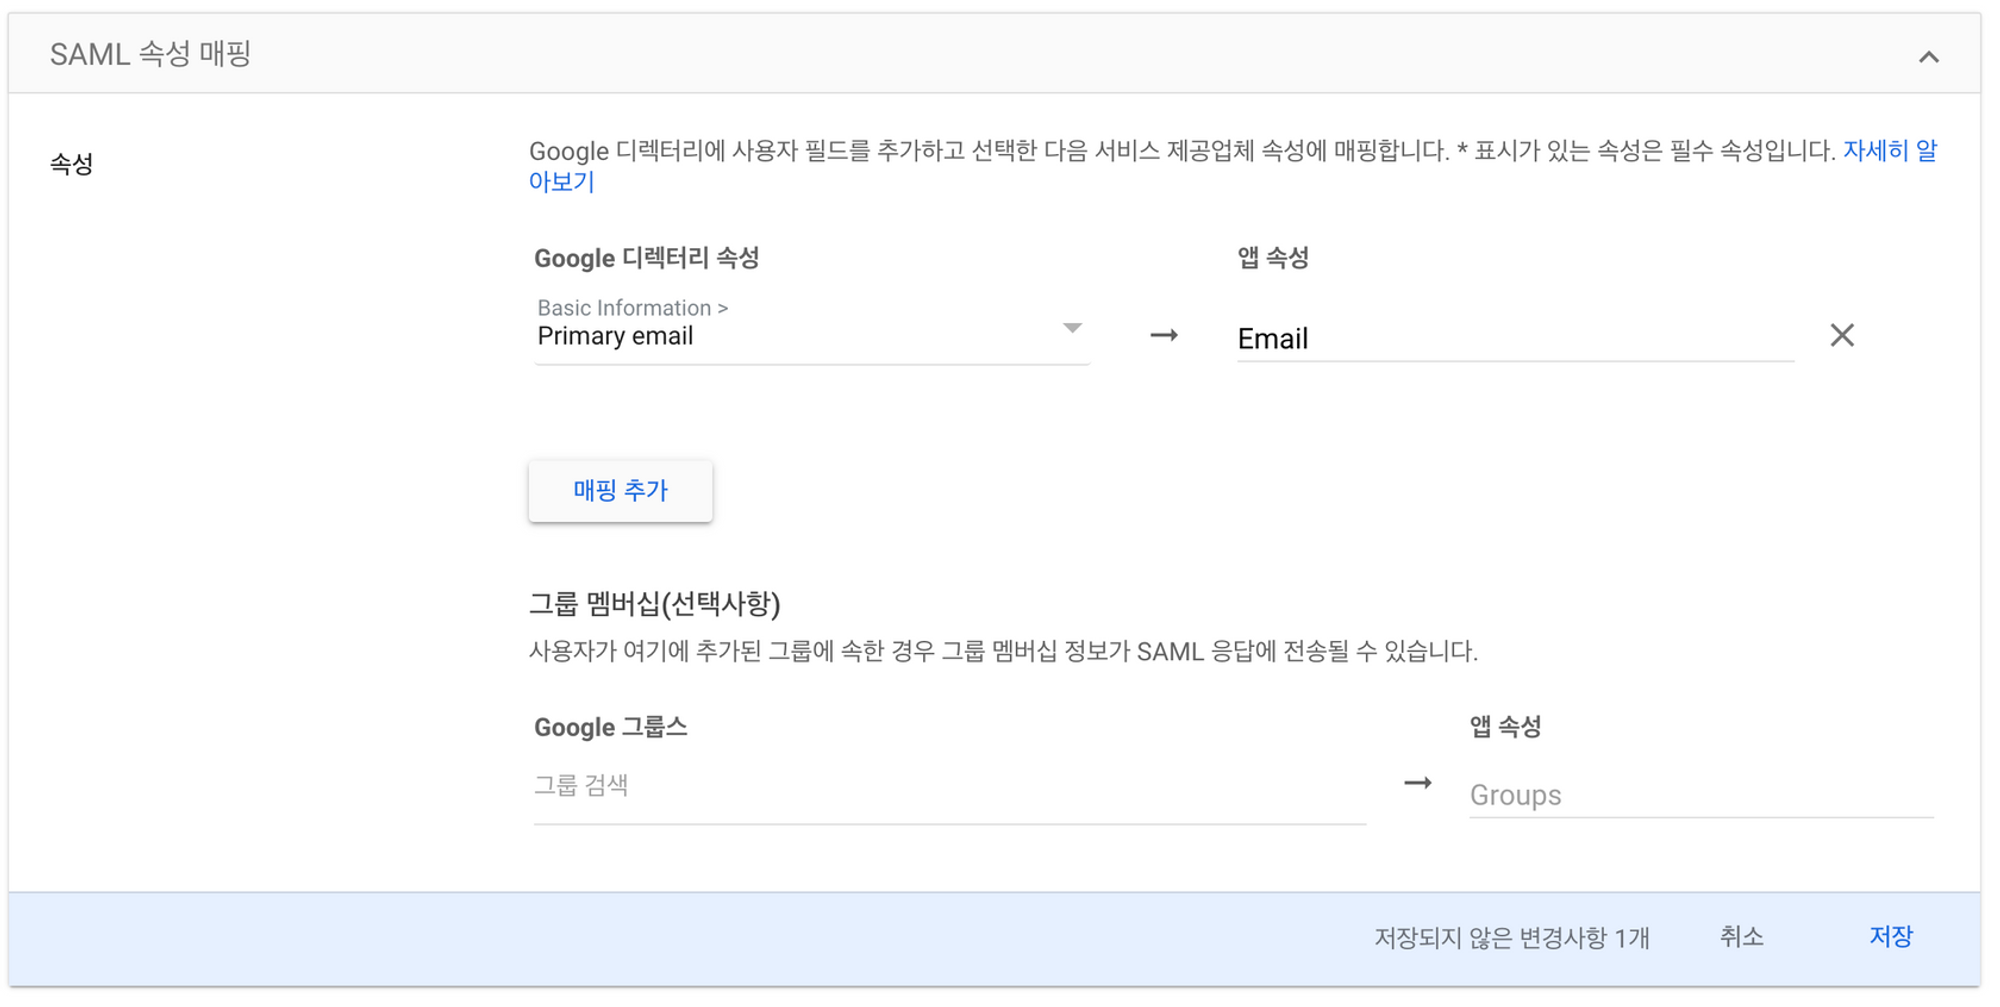 SAML 속성 매핑
속성
Google 디렉터리에 사용자 필드를 추가하고 선택한 다음 서비스 제공업체 속성에 매핑합니다. * 표시가 있는 속성은 필수 속성입니다. 자세히 알
아보기
Google 디렉터리 속성
앱 속성
Basic Information >
Primary email
Email
매핑 추가
그룹 멤버십(선택사항)
사용자가 여기에 추가된 그룹에 속한 경우 그룹 멤버십 정보가 SAML 응답에 전송될 수 있습니다.
Google 그룹스
앱 속성
그룹 검색
Groups
저장되지 않은 변경사항 1개
취소
저장